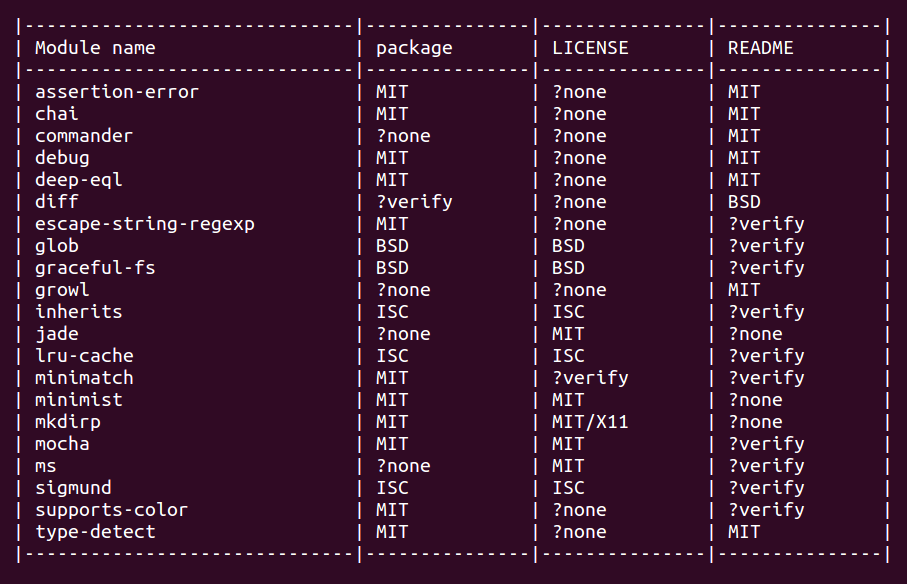 |------------------------------|---------------|---------------|---------------|
| Module name                  | package       | LICENSE       | README        |
|------------------------------|---------------|---------------|---------------|
| assertion-error              | MIT           | ?none         | MIT           |
| chai                         | MIT           | ?none         | MIT           |
| commander                    | ?none         | ?none         | MIT           |
| debug                        | MIT           | ?none         | MIT           |
| deep-eql                     | MIT           | ?none         | MIT           |
| diff                         | ?verify       | ?none         | BSD           |
| escape-string-regexp         | MIT           | ?none         | ?verify       |
| glob                         | BSD           | BSD           | ?verify       |
| graceful-fs                  | BSD           | BSD           | ?verify       |
| growl                        | ?none         | ?none         | MIT           |
| inherits                     | ISC           | ISC           | ?verify       |
| jade                         | ?none         | MIT           | ?none         |
| lru-cache                    | ISC           | ISC           | ?verify       |
| minimatch                    | MIT           | ?verify       | ?verify       |
| minimist                     | MIT           | MIT           | ?none         |
| mkdirp                       | MIT           | MIT/X11       | ?none         |
| mocha                        | MIT           | MIT           | ?verify       |
| ms                           | ?none         | MIT           | ?verify       |
| sigmund                      | ISC           | ISC           | ?verify       |
| supports-color               | MIT           | ?none         | ?verify       |
| type-detect                  | MIT           | ?none         | MIT           |
|------------------------------|---------------|---------------|---------------|